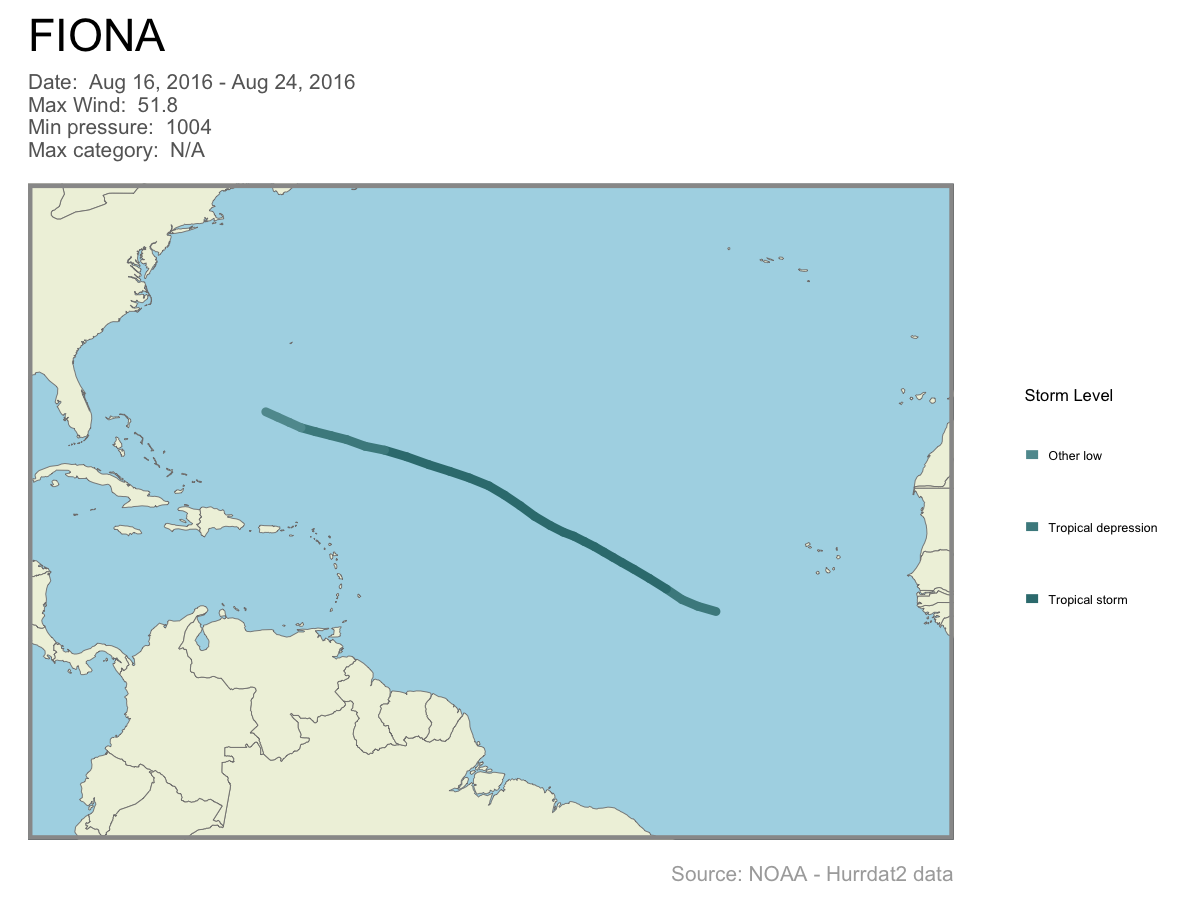 FIONA
Date:  Aug 16, 2016 - Aug 24, 2016
Max Wind:  51.8
Min pressure:  1004
Max category:  N/A
Storm Level
Other low
Tropical depression
Tropical storm
Source: NOAA - Hurrdat2 data